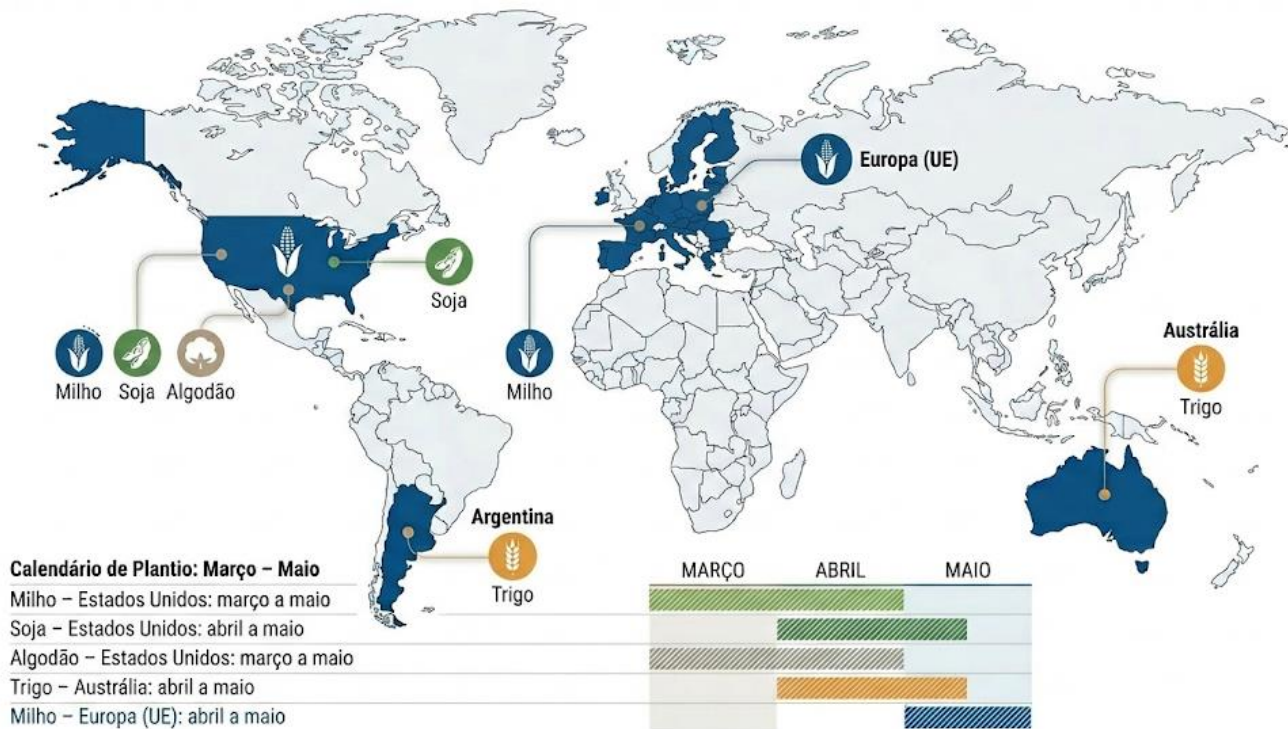 Europa (UE)
Soja
Milho
Soja
Algodão
Milho
Austrália
Trigo
Argentina
Trigo
Calendário de Plantio: Março – Maio
MARÇO
ABRIL
MAIO
Milho – Estados Unidos: março a maio
Soja – Estados Unidos: abril a maio
Algodão – Estados Unidos: março a maio
Trigo – Austrália: abril a maio
Milho – Europa (UE): abril a maio